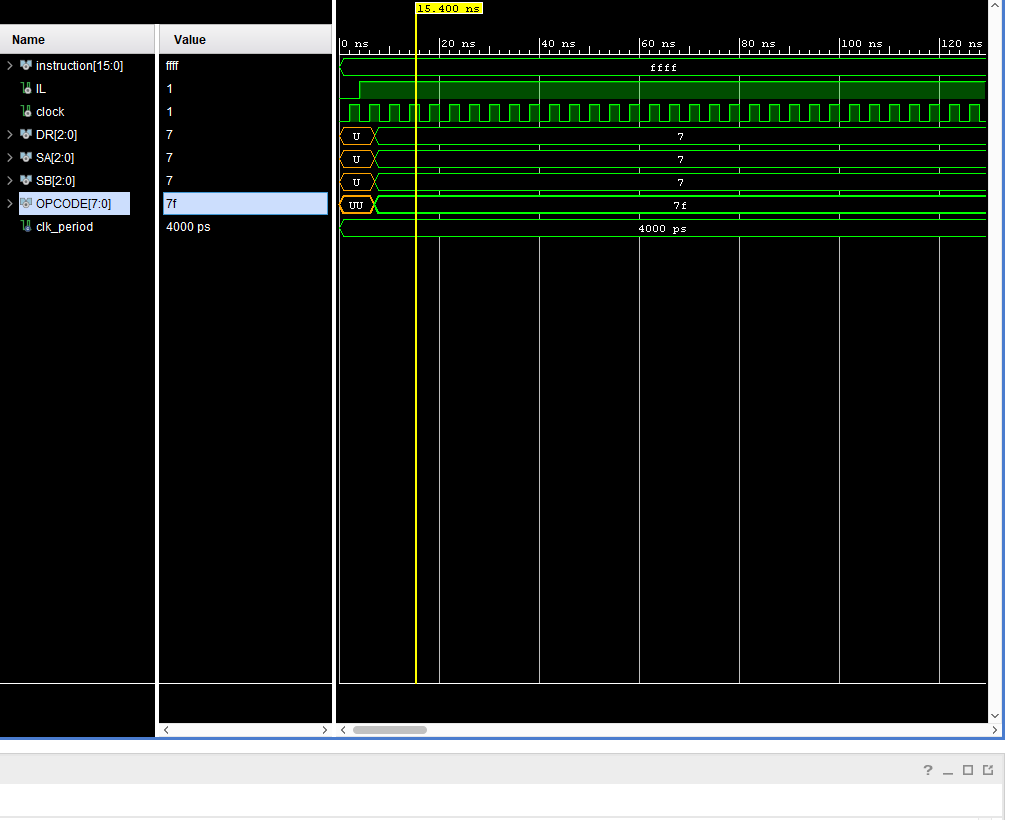 15.400 ns
Name Value
0 ns 20 ns 40 ns 60 ns 80 ns 100 ns 120 ns
instruction[15:0] ffff ffff
IL 1
clock 1
DR[2:0] 7 U 7
SA[2:0] 7 U 7
SB[2:0] 7 U 7
OPCODE[7:0] 7f UU 7f
clk_period 4000 ps 4000 ps
?